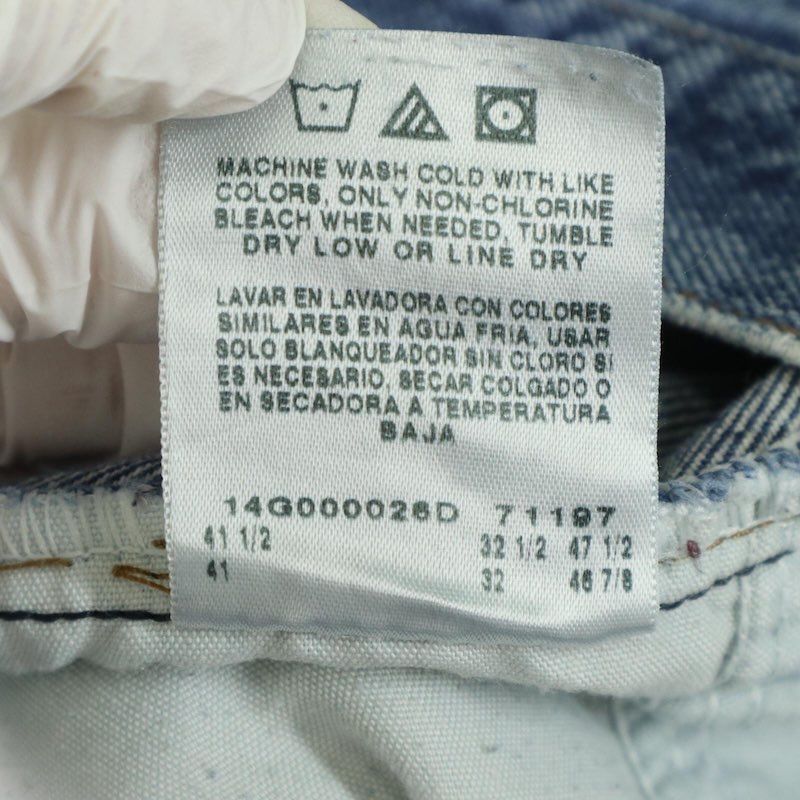 MACHINE WASH COLD WITH LIKE
COLORS, ONLY NON-CHLORINE
BLEACH WHEN NEEDED, TUMBLE
DRY LOW OR LINE DRY
LAVAR EN LAVADORA CON COLORES
SIMILARES EN AGUA FRIA, USAR
SOLO BLANQUEADOR SIN CLORO SI
ES NECESARIO, SECAR COLGADO O
EN SECADORA A TEMPERATURA
BAJA
14G000026D 71197
41 1/2 32 1/2 47 1/2
41 32 46 7/8